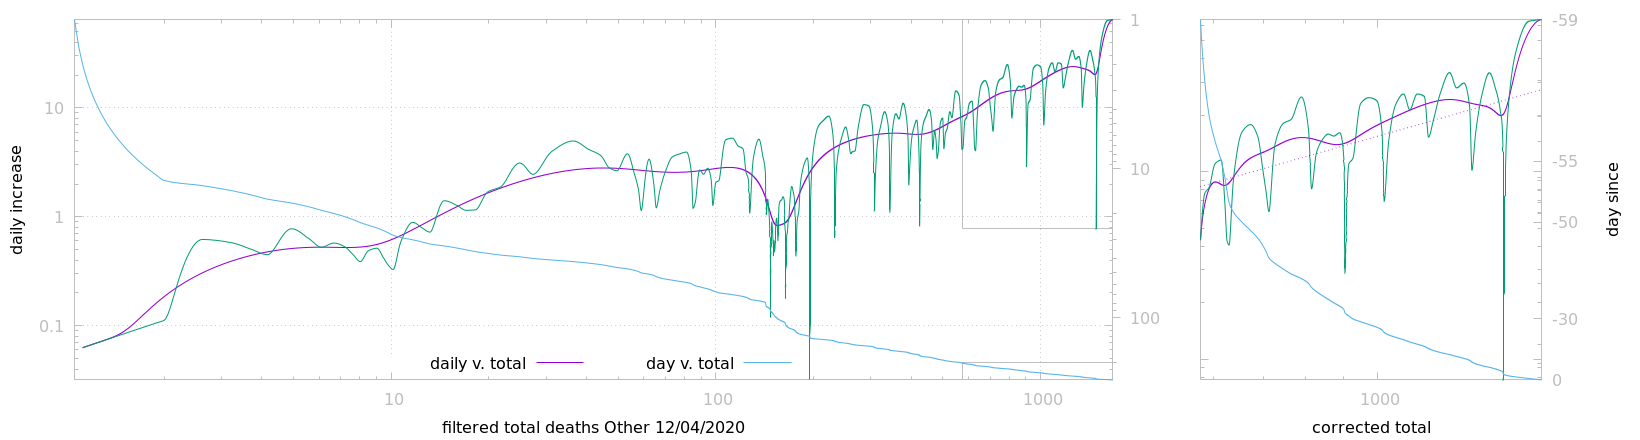 1
-59
10
-55
10
1
-50
daily increase
day since
0.1
100
-30
daily v. total
day v. total
0
10
100
1000
1000
filtered total deaths Other 12/04/2020
corrected total